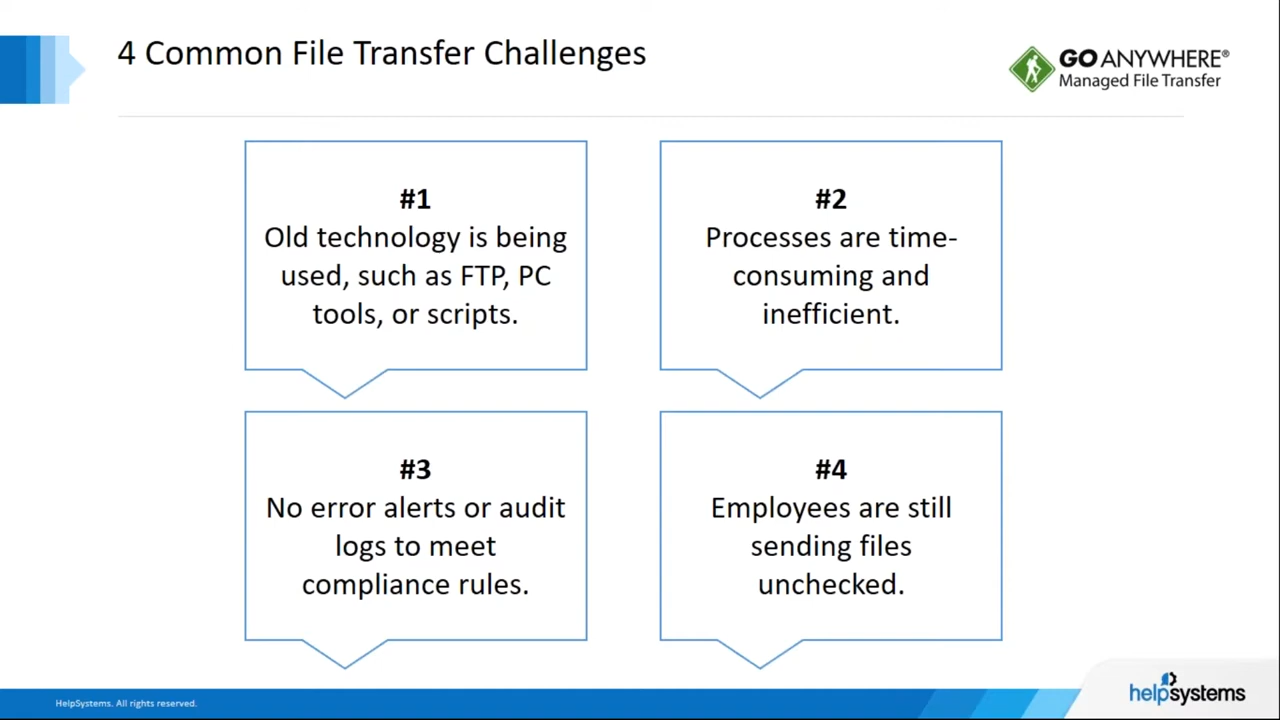 4 Common File Transfer Challenges
GO ANYWHERE®
Managed File Transfer
#1
Old technology is being
used, such as FTP, PC
tools, or scripts.
#2
Processes are time-
consuming and
inefficient.
#3
No error alerts or audit
logs to meet
compliance rules.
#4
Employees are still
sending files
unchecked.
HelpSystems. All rights reserved.
helpsystems